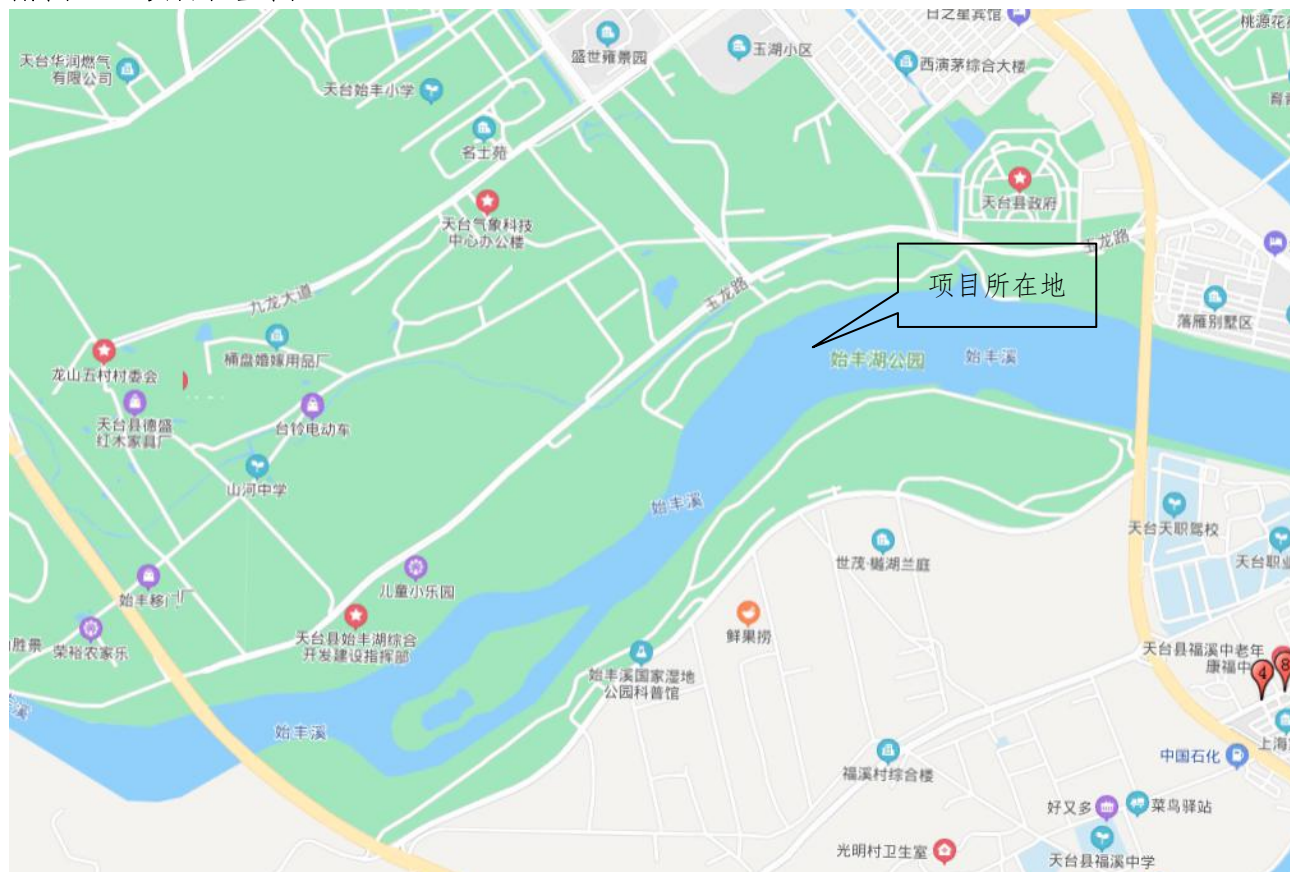 日之星宾馆
桃源花
盛世雍景园
玉湖小区
天台华润燃气
有限公司
西演茅综合大楼
天台始丰小学
名士苑
天台县政府
天台气象科技
中心办公楼
玉龙路
项目所在地
九龙大道
玉龙路
落雁别墅区
桶盘婚嫁用品厂
始丰湖公园
始丰溪
龙山五村村委会
天台县德盛
红木家具厂
台铃电动车
山河中学
始丰溪
天台天职驾校
世茂·樾湖兰庭
天台职业
儿童小乐园
始丰移门厂
鲜果捞
天台县始丰湖综合
开发建设指挥部
胜景
荣裕农家乐
天台县福溪中老年
康福中
始丰溪国家湿地
公园科普馆
4
8
溪
始丰溪
上海
中国石化
福溪村综合楼
好又多
菜鸟驿站
光明村卫生室
天台县福溪中学